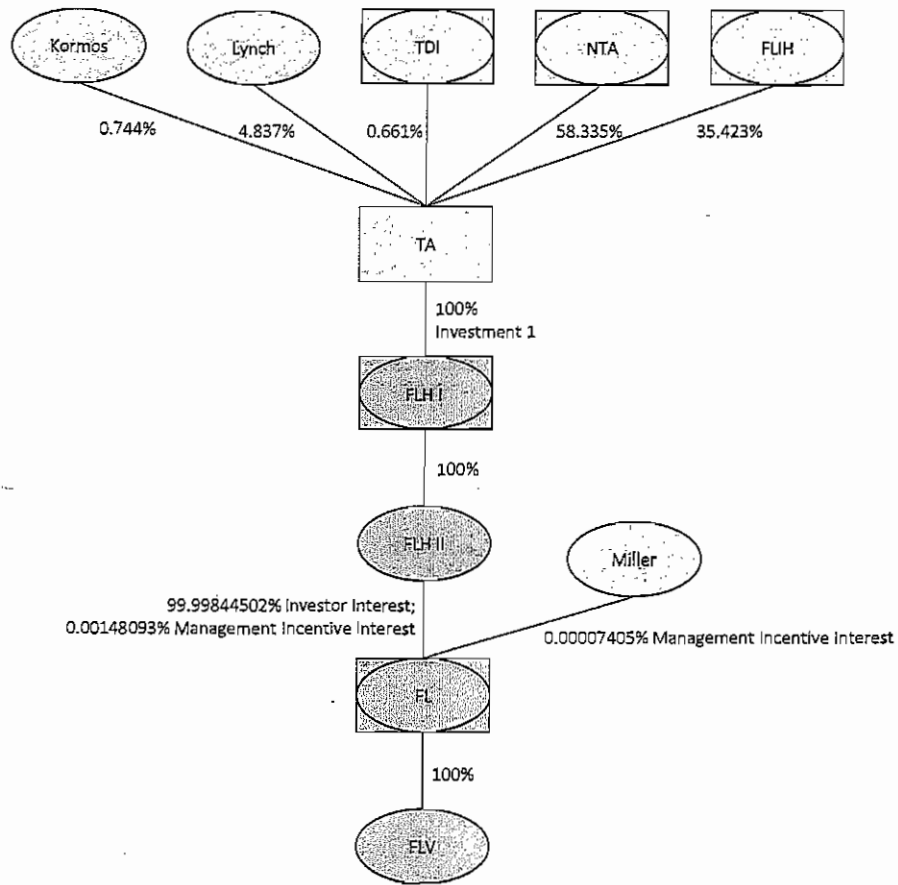 Kormos
Lynch
TDI
NTA
FLIH
0.744%
4.837%
0.661%
58.335%
35.423%
TA
100%
Investment 1
FLH I
100%
FLH II
Miller
99.99844502% Investor Interest;
0.00148093% Management Incentive Interest
0.00007405% Management Incentive Interest
FL
100%
FLV